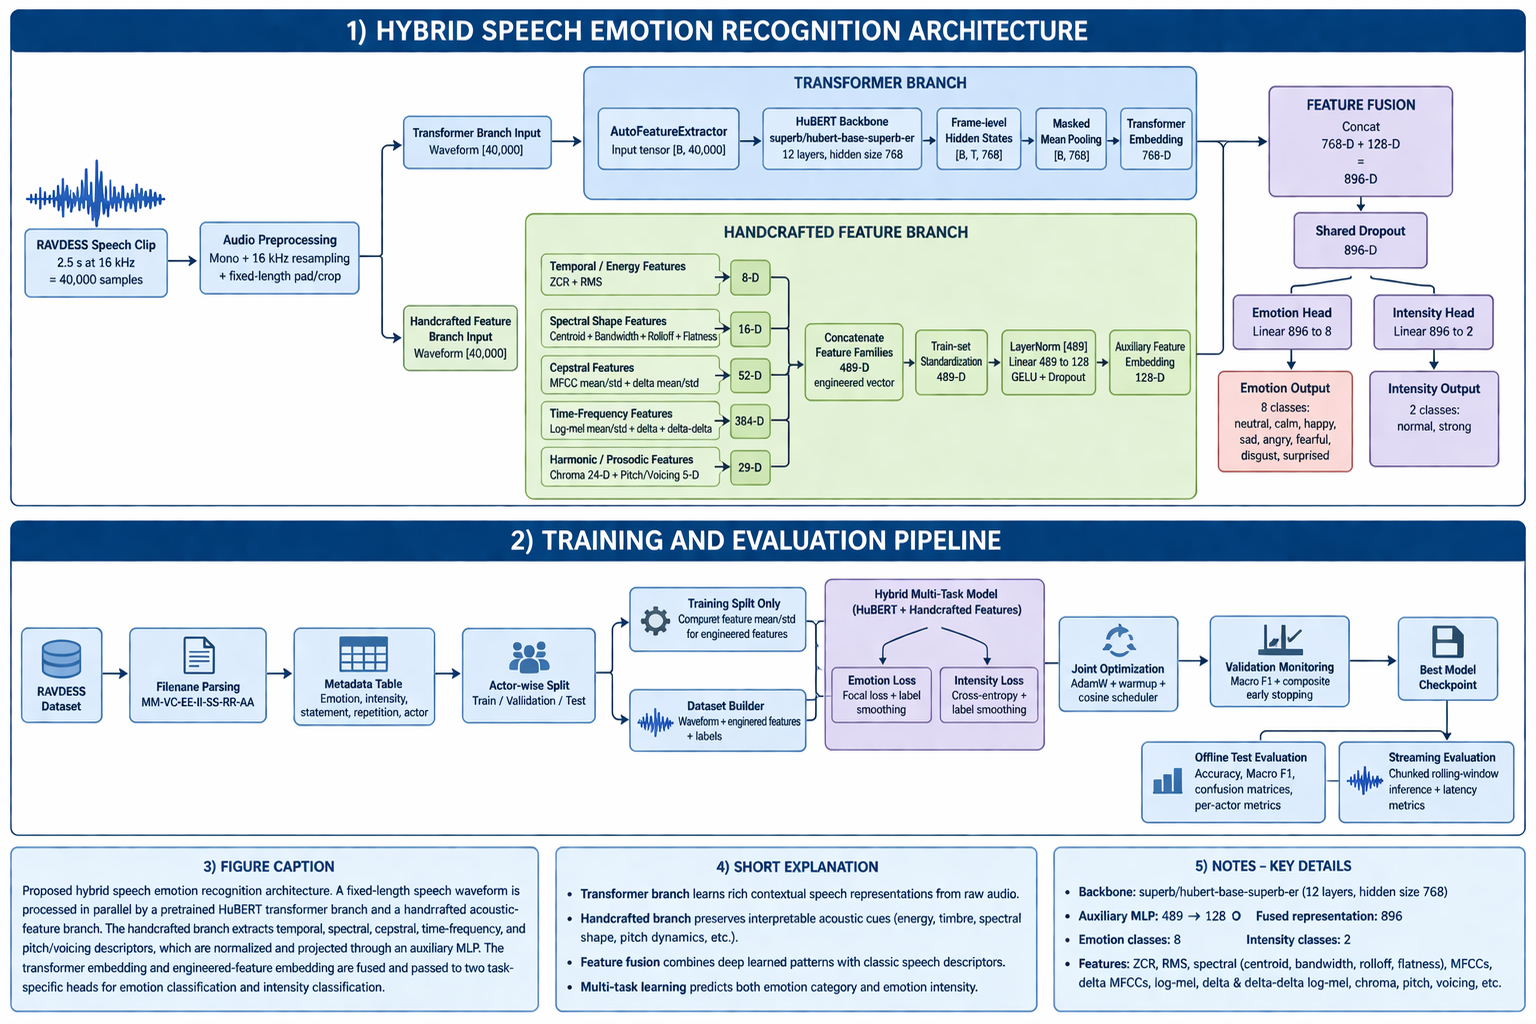 1) HYBRID SPEECH EMOTION RECOGNITION ARCHITECTURE
RAVDESS Speech Clip
2.5 s at 16 kHz
= 40,000 samples
Audio Preprocessing
Mono + 16 kHz resampling
+ fixed-length pad/crop
Transformer Branch Input
Waveform [40,000]
Handcrafted Feature
Branch Input
Waveform [40,000]
TRANSFORMER BRANCH
AutoFeatureExtractor
Input tensor [B, 40,000]
HuBERT Backbone
superb/hubert-base-superb-er
12 layers, hidden size 768
Frame-level
Hidden States
[B, T, 768]
Masked
Mean Pooling
[B, 768]
Transformer
Embedding
768-D
HANDCRAFTED FEATURE BRANCH
Temporal / Energy Features
ZCR + RMS
8-D
Spectral Shape Features
Centroid + Bandwidth + Rolloff + Flatness
16-D
Cepstral Features
MFCC mean/std + delta mean/std
52-D
Time-Frequency Features
Log-mel mean/std + delta + delta-delta
384-D
Harmonic / Prosodic Features
Chroma 24-D + Pitch/Voicing 5-D
29-D
Concatenate
Feature Families
489-D
engineered vector
Train-set
Standardization
489-D
LayerNorm [489]
Linear 489 to 128
GELU + Dropout
Auxiliary Feature
Embedding
128-D
FEATURE FUSION
Concat
768-D + 128-D
=
896-D
Shared Dropout
896-D
Emotion Head
Linear 896 to 8
Intensity Head
Linear 896 to 2
Emotion Output
8 classes:
neutral, calm, happy,
sad, angry, fearful,
disgust, surprised
Intensity Output
2 classes:
normal, strong
2) TRAINING AND EVALUATION PIPELINE
RAVDESS
Dataset
Filenane Parsing
MM-VC-EE-II-SS-RR-AA
Metadata Table
Emotion, intensity,
statement, repetition, actor
Actor-wise Split
Train / Validation / Test
Training Spllt Only
Compuret feature mean/std
for engineered features
Dataset Builder
Waveform + enginered features
+ labels
Hybrid Multi-Task Model
(HuBERT + Handcrafted Features)
Emotion Loss
Focal loss + label
smoothing
Intensity Loss
Cross-entropy +
label smoothing
Joint Optimization
AdamW + warmup +
cosine scheduler
Validation Monitoring
Macro F1 + composite
early stopping
Best Model
Checkpoint
Offline Test Evaluation
Accuracy, Macro F1,
confusion matrices,
per-actor metrics
Streaming Evaluation
Chunked rolling-window
inference + latency
metrics
3) FIGURE CAPTION
Proposed hybrid speech emotion recognition architecture. A fixed-length speech waveform is
processed in parallel by a pretrained HuBERT transformer branch and a handrrafted acoustic-
feature branch. The handcrafted branch extracts temporal, spectral, cepstral, time-frequency, and
pitch/voicing descriptors, which are normalized and projected through an auxiliary MLP. The
transformer embedding and engineered-feature embedding are fused and passed to two task-
specific heads for emotion classification and intensity classification.
4) SHORT EXPLANATION
• Transformer branch learns rich contextual speech representations from raw audio.
• Handcrafted branch preserves interpretable acoustic cues (energy, timbre, spectral
shape, pitch dynamics, etc.).
• Feature fusion combines deep learned patterns with classic speech descriptors.
• Multi-task learning predicts both emotion category and emotion intensity.
5) NOTES – KEY DETAILS
• Backbone: superb/hubert-base-superb-er (12 layers, hidden size 768)
• Auxiliary MLP: 489 → 128 O Fused representation: 896
• Emotion classes: 8 Intensity classes: 2
• Features: ZCR, RMS, spectral (centroid, bandwidth, rolloff, flatness), MFCCs,
delta MFCCs, log-mel, delta & delta-delta log-mel, chroma, pitch, voicing, etc.